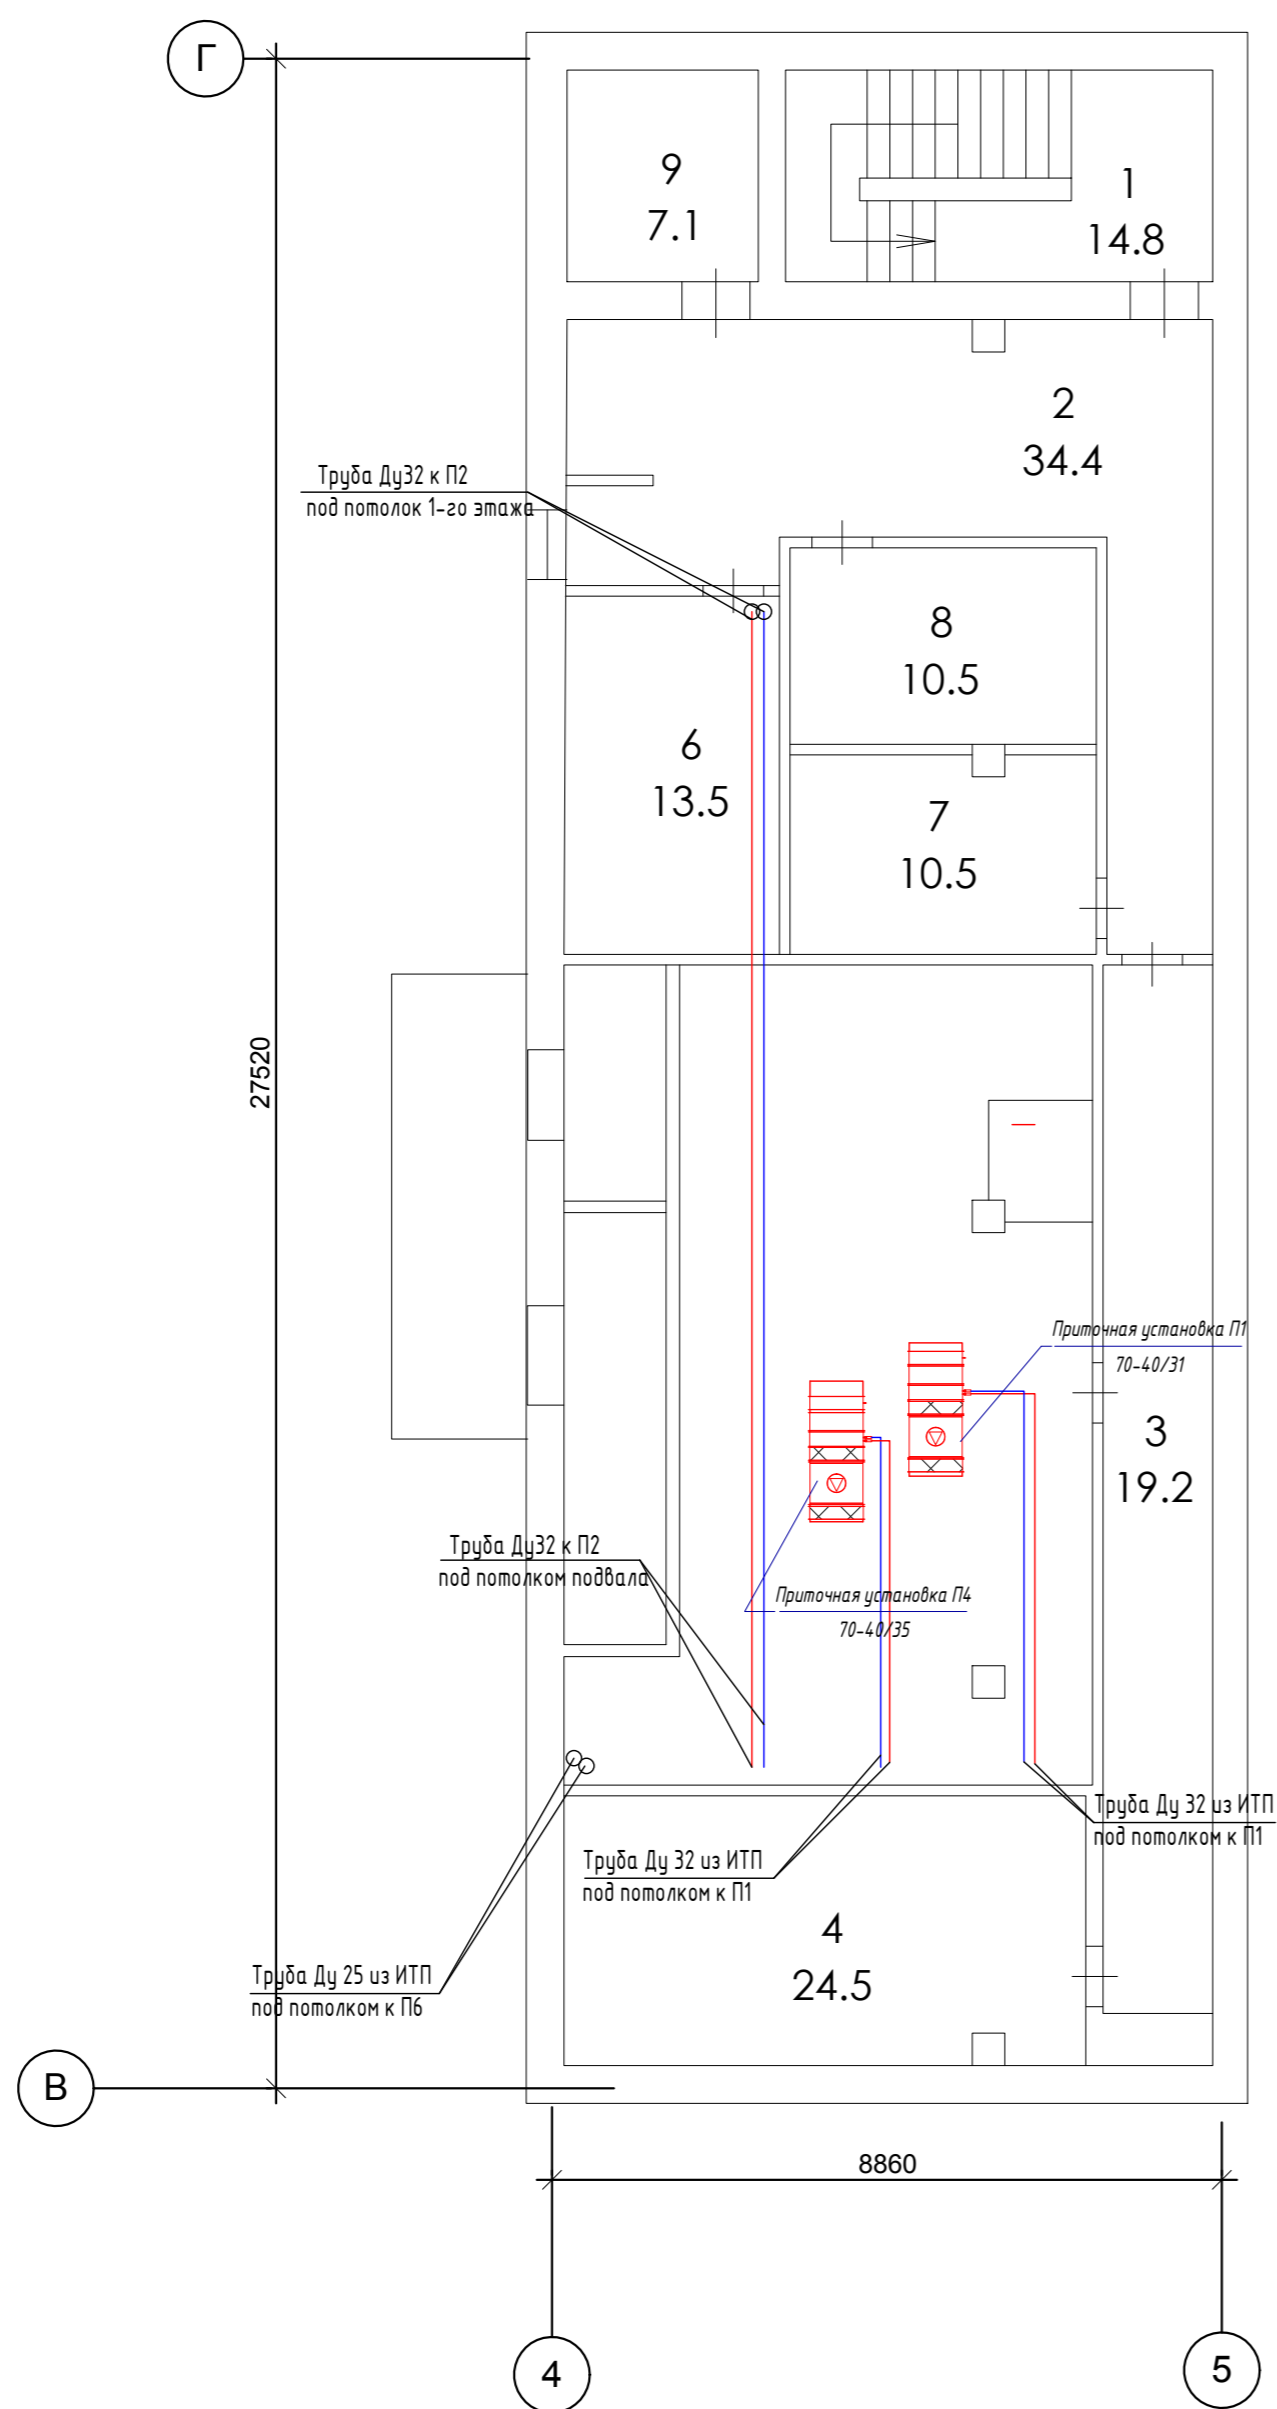 Г
9
7.1
1
14.8
2
34.4
Труба Ду32 к П2
под потолок 1-го этажа
8
10.5
6
13.5
7
10.5
27520
Приточная установка П1
70-40/31
3
19.2
Труба Ду32 к П2
под потолком подвала
Приточная установка П4
70-40/35
Труба Ду 32 из ИТП
под потолком к П1
Труба Ду 32 из ИТП
под потолком к П1
4
24.5
Труба Ду 25 из ИТП
под потолком к П6
В
8860
4
5